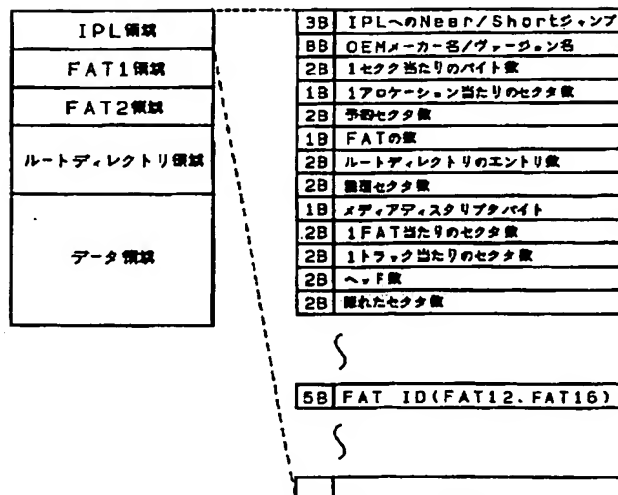 IPL領域
FAT1領域
FAT2領域
ルートディレクトリ領域
データ領域
3B IPLへのNear/Shortジャンプ
8B OEMメーカー名/ヴァージョン名
2B 1セクタ当たりのバイト数
1B 1アロケーション当たりのセクタ数
2B 予約セクタ数
1B FATの数
2B ルートディレクトリのエントリ数
2B 論理セクタ数
1B メディアディスクリプタバイト
2B 1FAT当たりのセクタ数
2B 1トラック当たりのセクタ数
2B ヘッド数
2B 隠れたセクタ数
5B FAT ID(FAT12.FAT16)